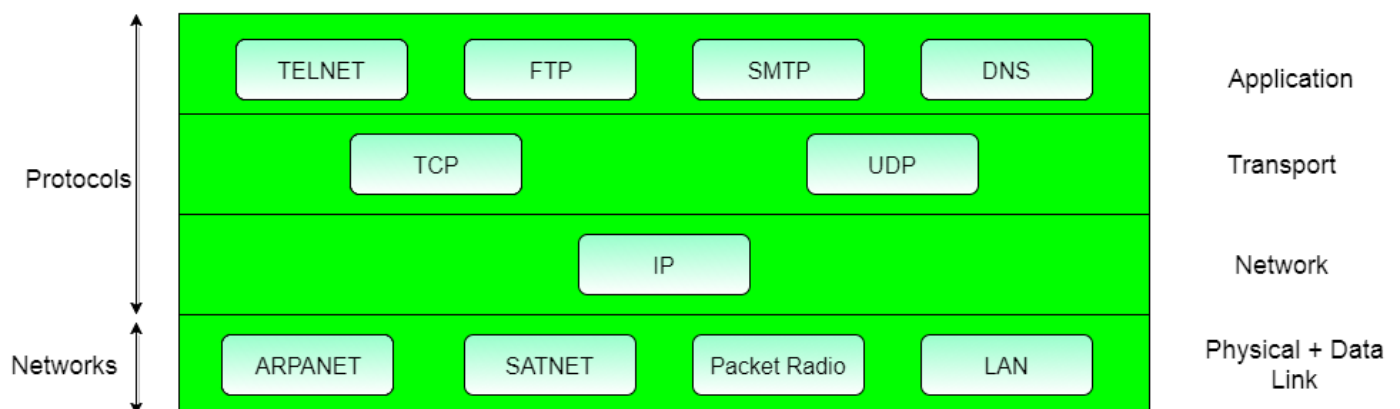 TELNET
FTP
SMTP
DNS
Application
Protocols
TCP
UDP
Transport
IP
Network
Networks
ARPANET
SATNET
Packet Radio
LAN
Physical + Data
Link